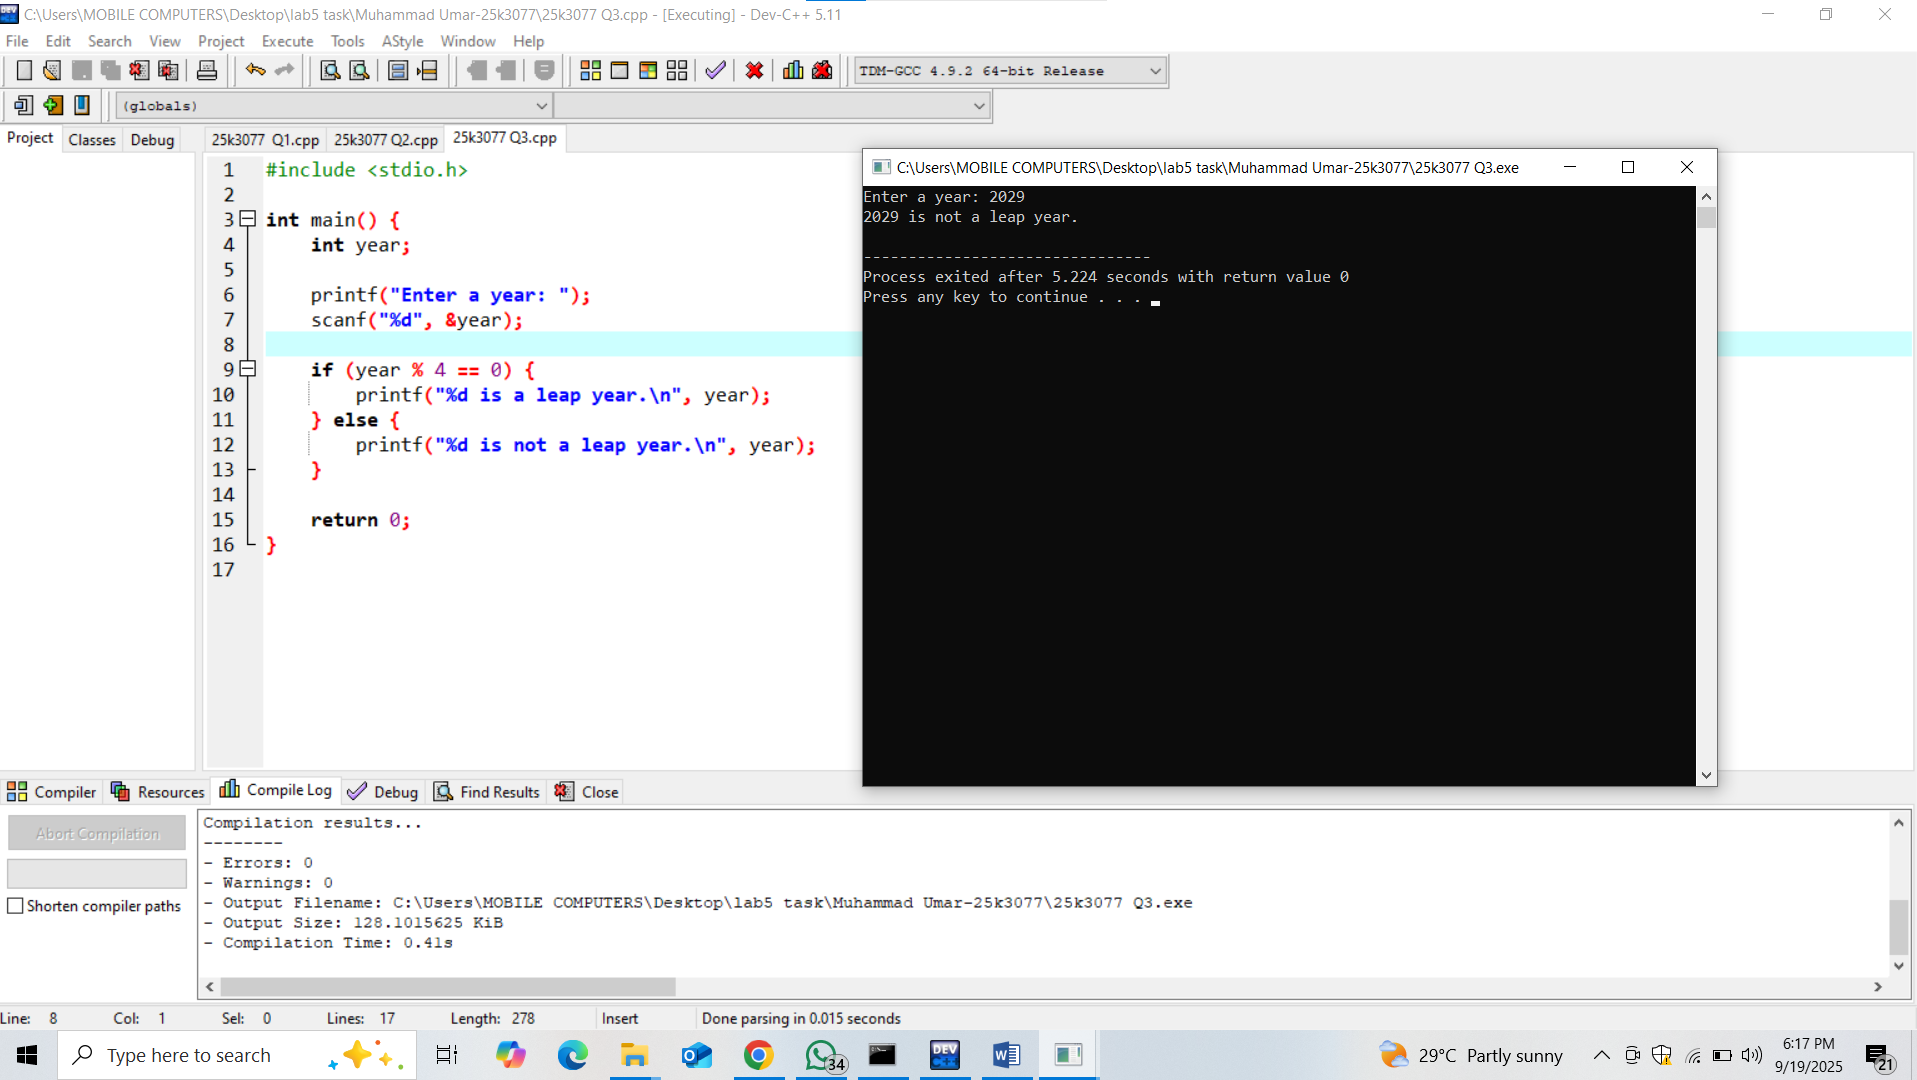 C:\Users\MOBILE COMPUTERS\Desktop\lab5 task\Muhammad Umar-25k3077\25k3077 Q3.cpp - [Executing] - Dev-C++ 5.11
File Edit Search View Project Execute Tools AStyle Window Help
TDM-GCC 4.9.2 64-bit Release
(globals)
Project Classes Debug
25k3077 Q1.cpp 25k3077 Q2.cpp 25k3077 Q3.cpp
1 #include <stdio.h>
2
3 int main() {
4 int year;
5
6 printf("Enter a year: ");
7 scanf("%d", &year);
8
9 if (year % 4 == 0) {
10 printf("%d is a leap year.\n", year);
11 } else {
12 printf("%d is not a leap year.\n", year);
13 }
14
15 return 0;
16 }
17
C:\Users\MOBILE COMPUTERS\Desktop\lab5 task\Muhammad Umar-25k3077\25k3077 Q3.exe
Enter a year: 2029
2029 is not a leap year.
--------------------------------
Process exited after 5.224 seconds with return value 0
Press any key to continue . . .
Compiler Resources Compile Log Debug Find Results Close
Abort Compilation
Shorten compiler paths
Compilation results...
--------
- Errors: 0
- Warnings: 0
- Output Filename: C:\Users\MOBILE COMPUTERS\Desktop\lab5 task\Muhammad Umar-25k3077\25k3077 Q3.exe
- Output Size: 128.1015625 KiB
- Compilation Time: 0.41s
Line: 8 Col: 1 Sel: 0 Lines: 17 Length: 278 Insert Done parsing in 0.015 seconds
Type here to search
34
DEV
29°C Partly sunny
6:17 PM
9/19/2025
21